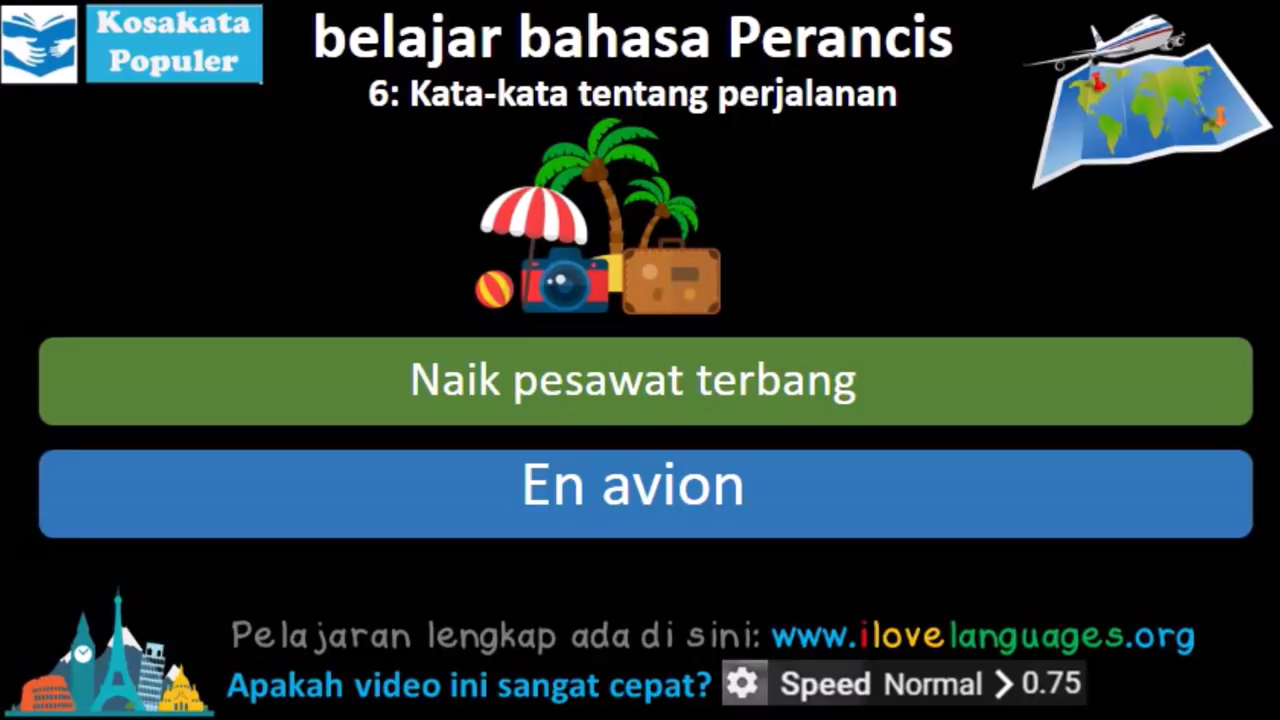 Kosakata
Populer
belajar bahasa Perancis
6: Kata-kata tentang perjalanan
Naik pesawat terbang
En avion
Pelajaran lengkap ada di sini: www.ilovelanguages.org
Apakah video ini sangat cepat? Speed Normal > 0.75